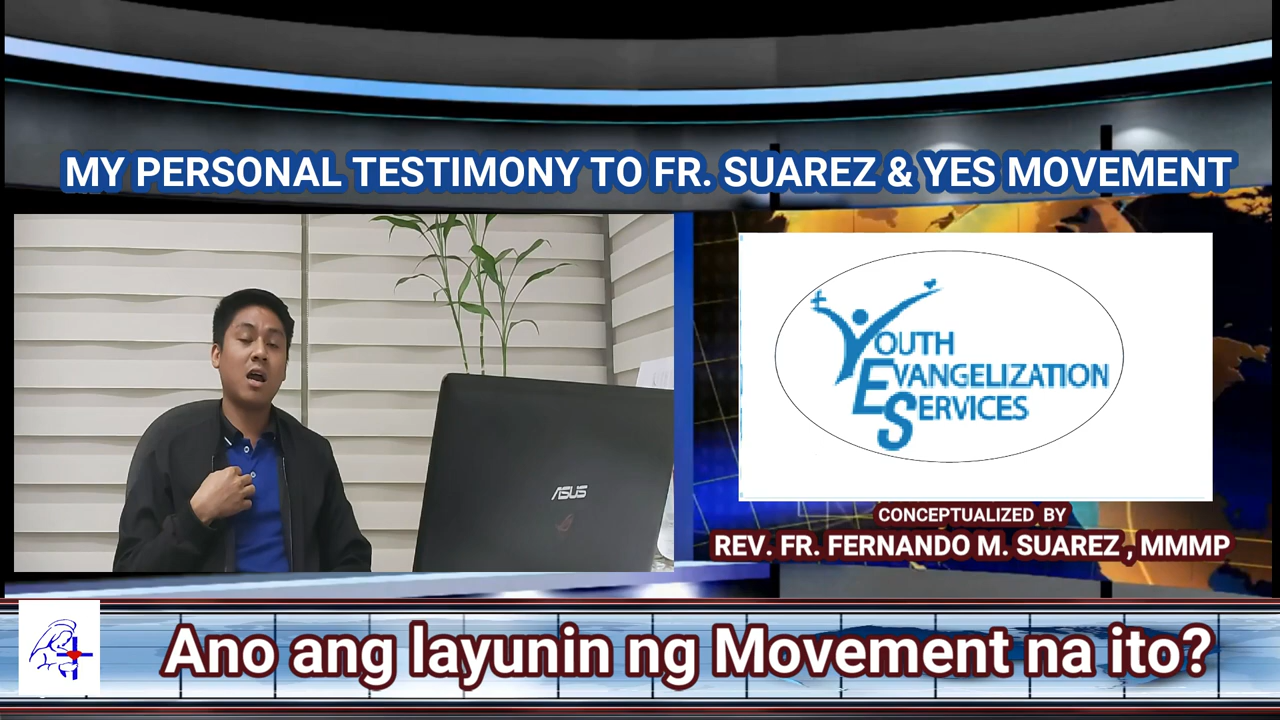 MY PERSONAL TESTIMONY TO FR. SUAREZ & YES MOVEMENT
YOUTH
EVANGELIZATION
SERVICES
ASUS
CONCEPTUALIZED BY
REV. FR. FERNANDO M. SUAREZ , MMMP
Ano ang layunin ng Movement na ito?